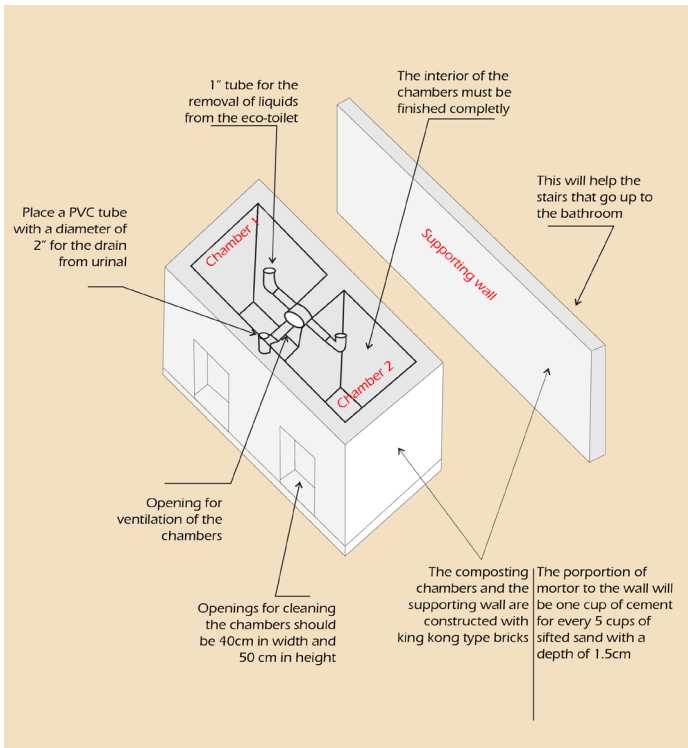 1" tube for the
removal of liquids
from the eco-toilet
The interior of the
chambers must be
finished completly
This will help the
stairs that go up to
the bathroom
Place a PVC tube
with a diameter of
2" for the drain
from urinal
Chamber 1
Supporting wall
Chamber 2
Opening for
ventilation of the
chambers
Openings for cleaning
the chambers should
be 40cm in width and
50 cm in height
The composting
chambers and the
supporting wall are
constructed with
king kong type bricks
The porportion of
mortor to the wall will
be one cup of cement
for every 5 cups of
sifted sand with a
depth of 1.5cm